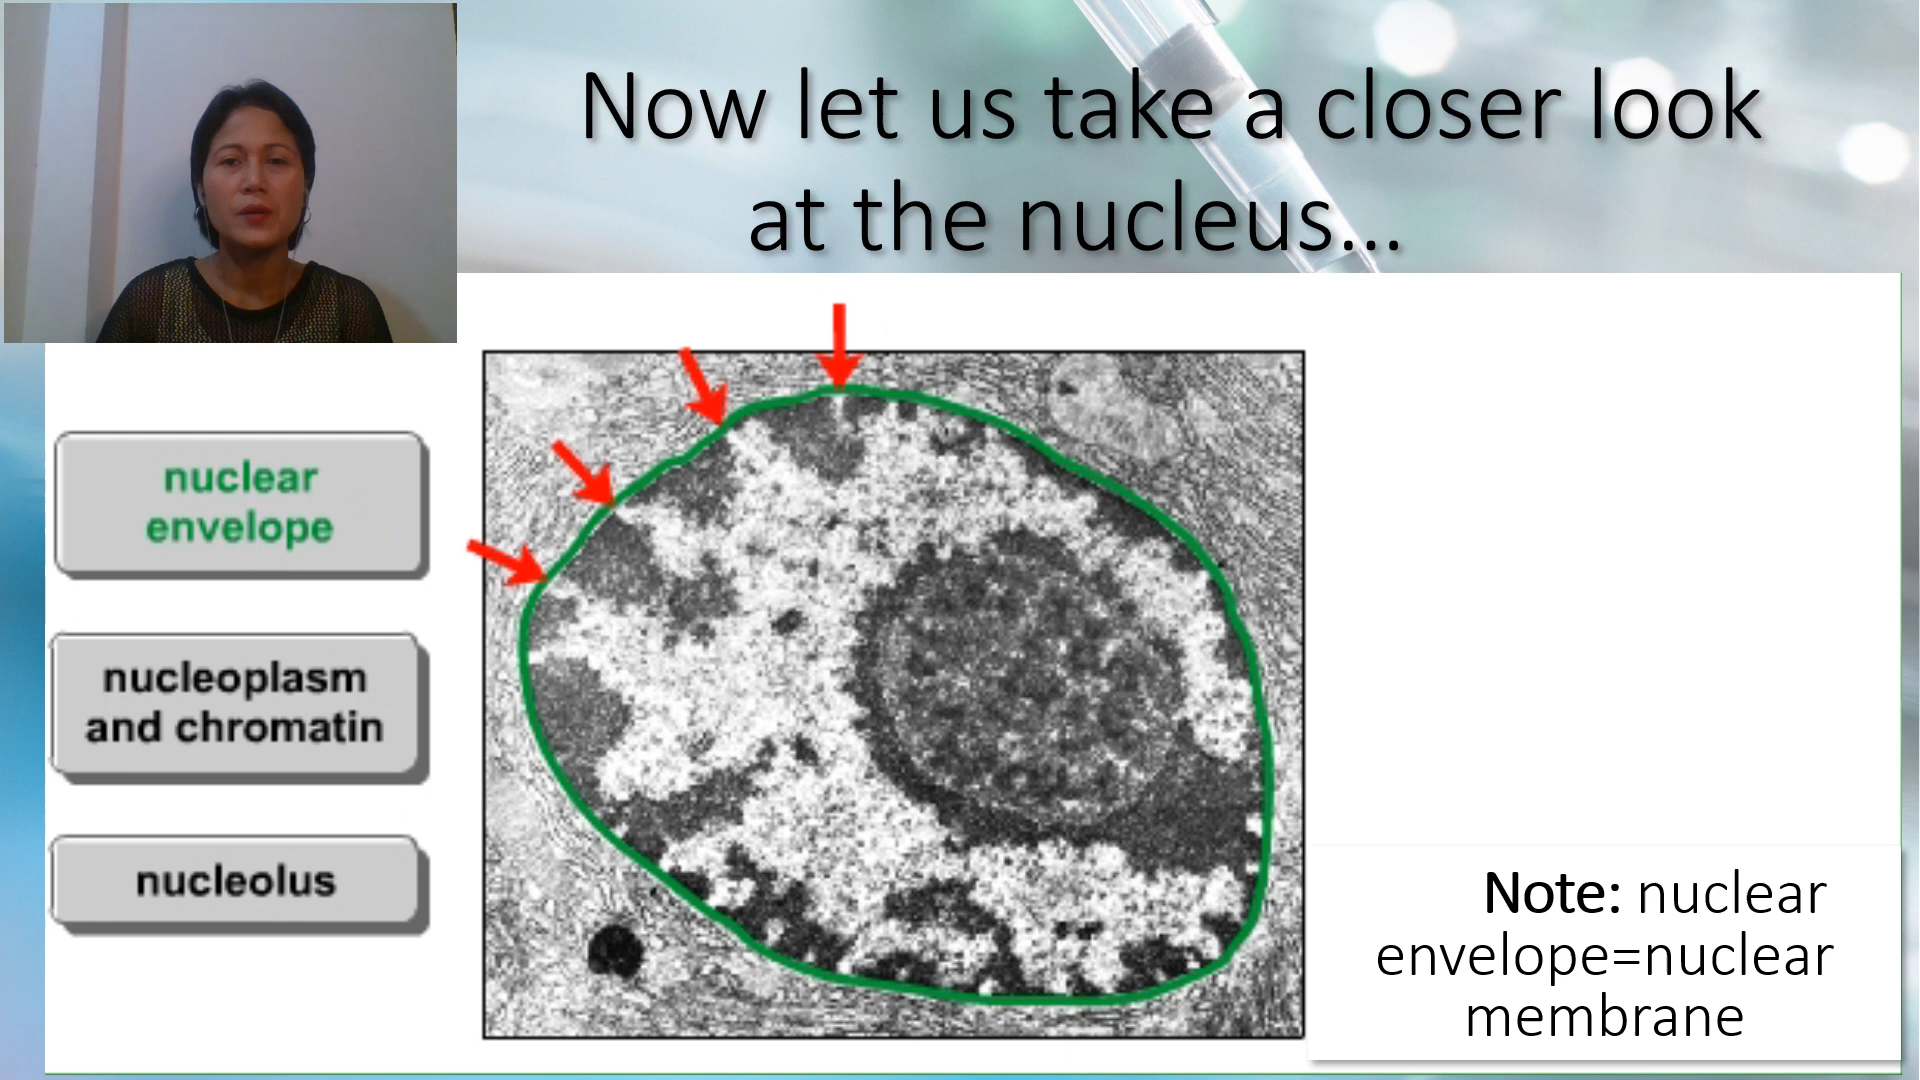 Now let us take a closer look
at the nucleus...
nuclear
envelope
nucleoplasm
and chromatin
nucleolus
Note: nuclear
envelope=nuclear
membrane